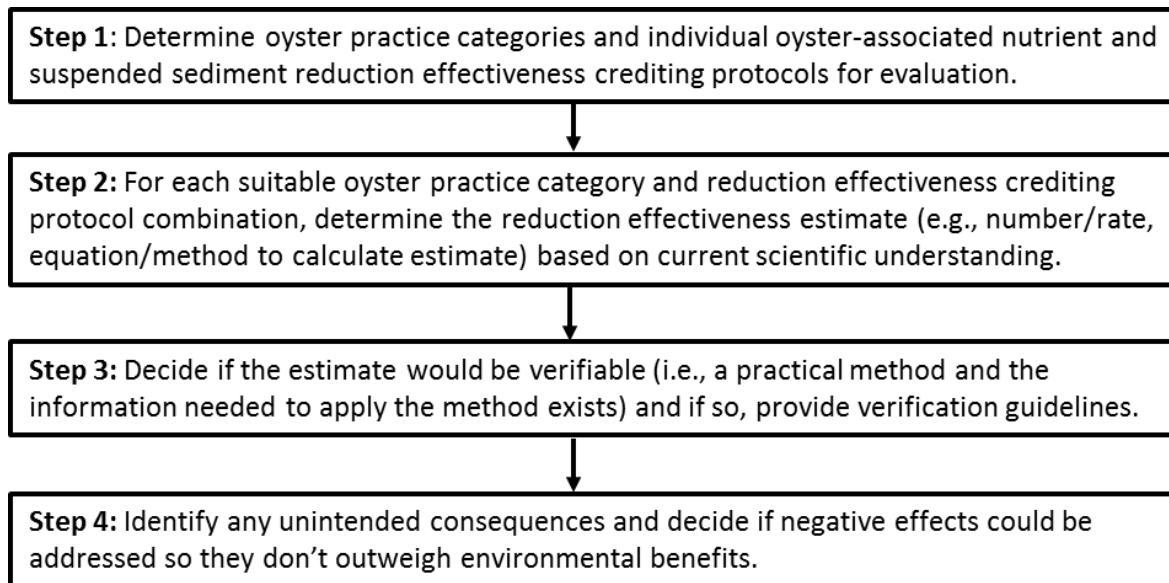 Step 1: Determine oyster practice categories and individual oyster-associated nutrient and
suspended sediment reduction effectiveness crediting protocols for evaluation.
Step 2: For each suitable oyster practice category and reduction effectiveness crediting
protocol combination, determine the reduction effectiveness estimate (e.g., number/rate,
equation/method to calculate estimate) based on current scientific understanding.
Step 3: Decide if the estimate would be verifiable (i.e., a practical method and the
information needed to apply the method exists) and if so, provide verification guidelines.
Step 4: Identify any unintended consequences and decide if negative effects could be
addressed so they don’t outweigh environmental benefits.